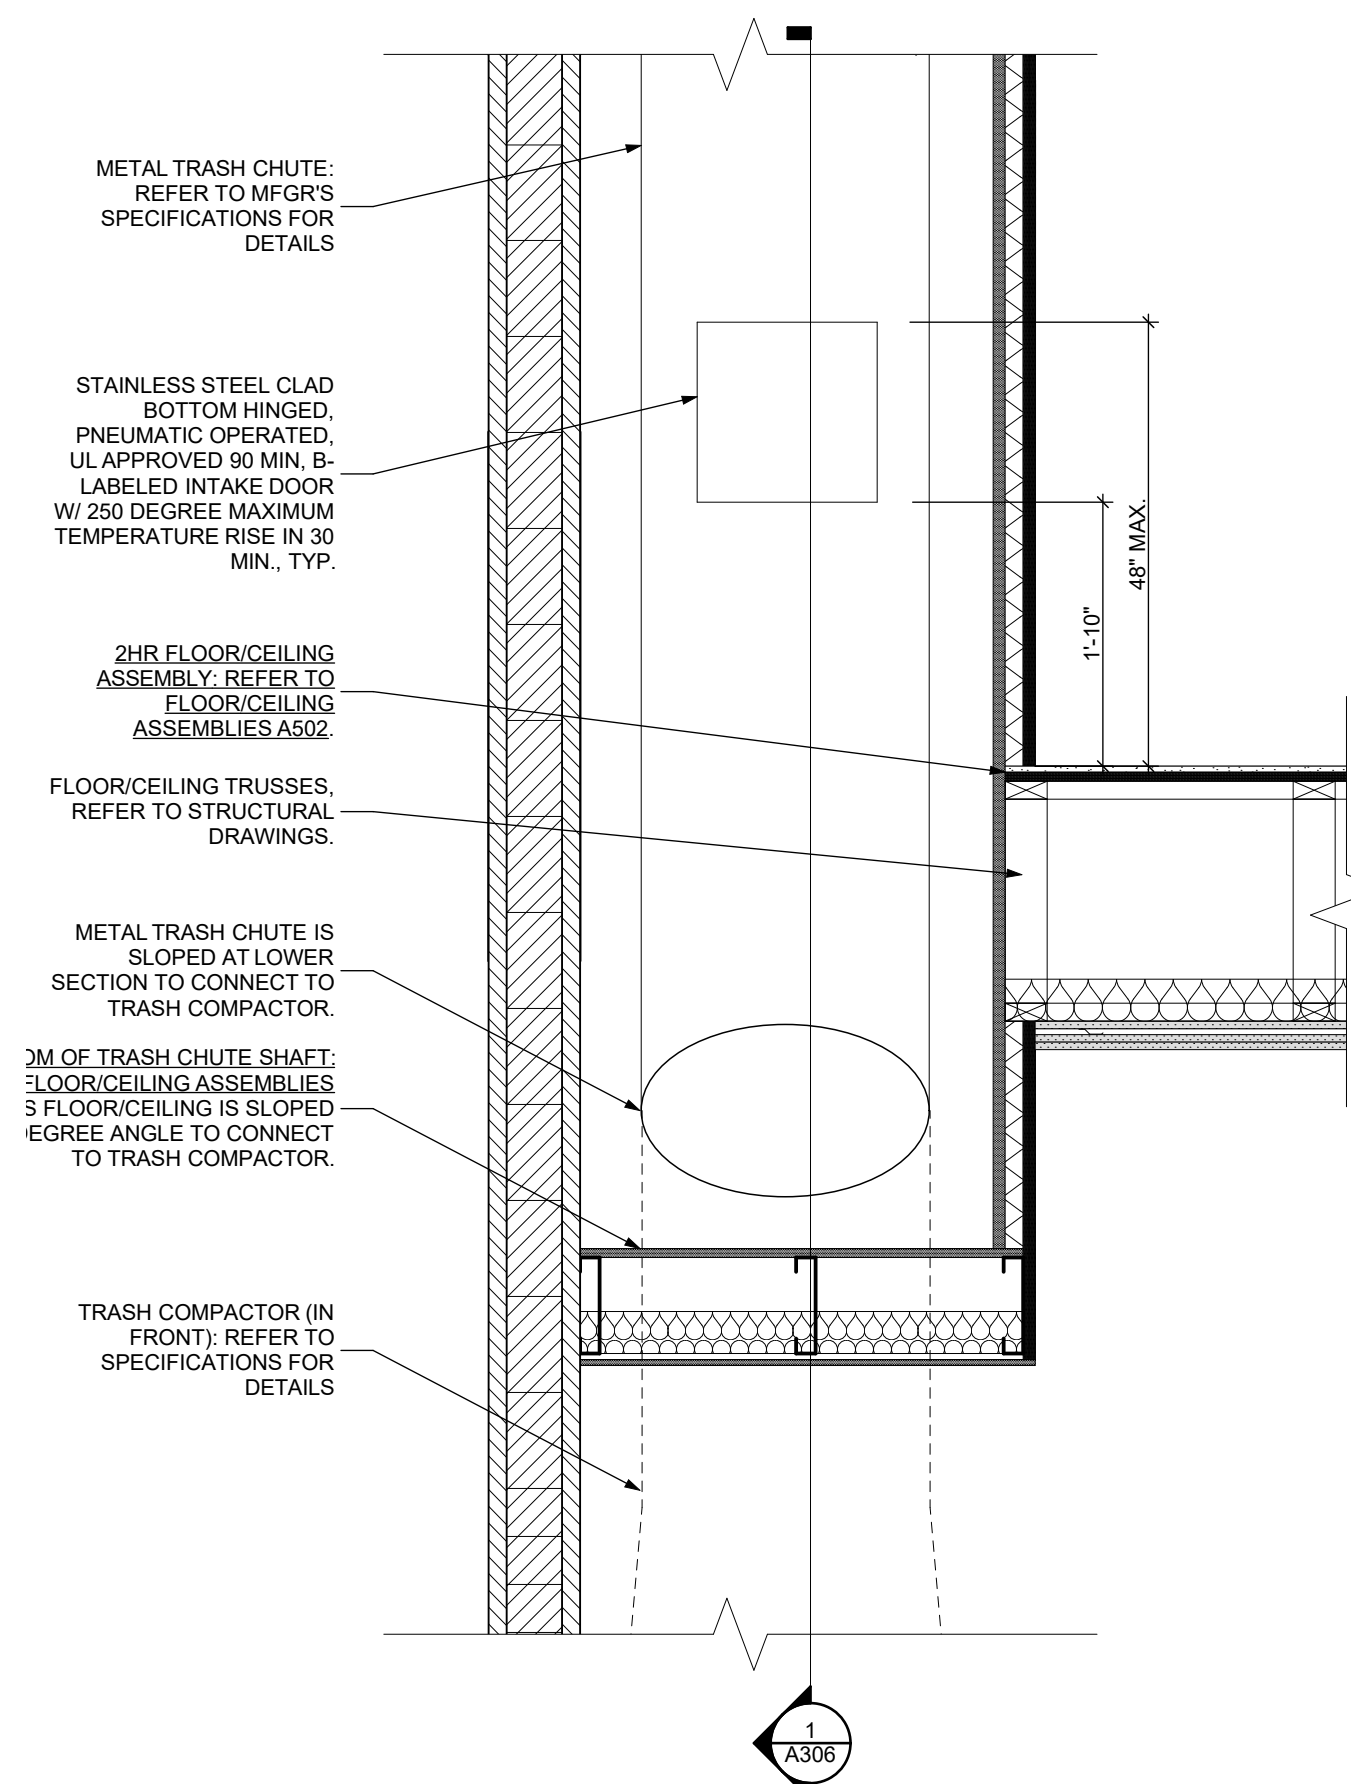 METAL TRASH CHUTE:
REFER TO MFGR'S
SPECIFICATIONS FOR
DETAILS
STAINLESS STEEL CLAD
BOTTOM HINGED,
PNEUMATIC OPERATED,
UL APPROVED 90 MIN, B-
LABELED INTAKE DOOR
W/ 250 DEGREE MAXIMUM
TEMPERATURE RISE IN 30
MIN., TYP.
48" MAX.
1'-10"
2HR FLOOR/CEILING
ASSEMBLY: REFER TO
FLOOR/CEILING
ASSEMBLIES A502.
FLOOR/CEILING TRUSSES,
REFER TO STRUCTURAL
DRAWINGS.
METAL TRASH CHUTE IS
SLOPED AT LOWER
SECTION TO CONNECT TO
TRASH COMPACTOR.
OF TRASH CHUTE SHAFT:
FLOOR/CEILING ASSEMBLIES
FLOOR/CEILING IS SLOPED
ANGLE TO CONNECT
TO TRASH COMPACTOR.
TRASH COMPACTOR (IN
FRONT): REFER TO
SPECIFICATIONS FOR
DETAILS
1
A306